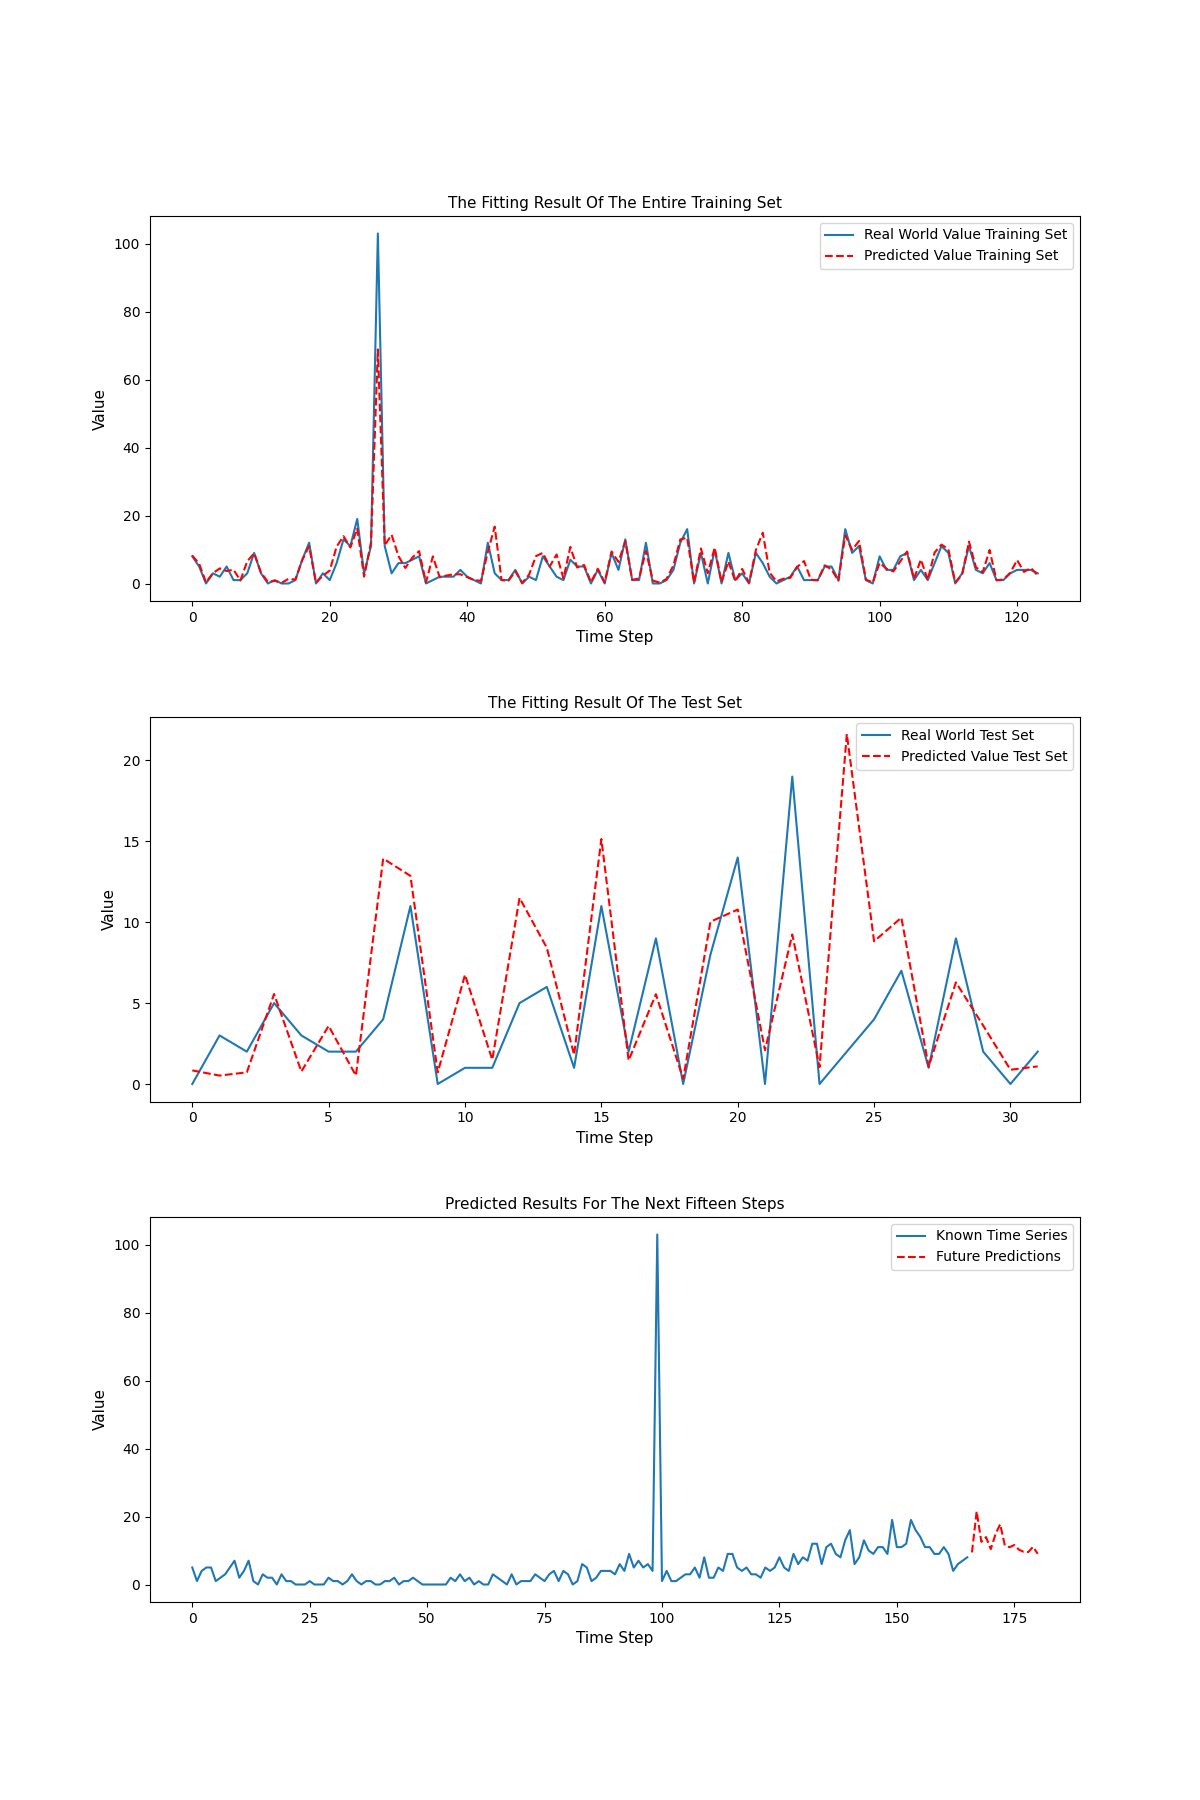 The Fitting Result Of The Entire Training Set
Real World Value Training Set
Predicted Value Training Set
100
80
60
40
20
0
Value
0 20 40 60 80 100 120
Time Step
The Fitting Result Of The Test Set
Real World Test Set
Predicted Value Test Set
20
15
10
5
0
Value
0 5 10 15 20 25 30
Time Step
Predicted Results For The Next Fifteen Steps
Known Time Series
Future Predictions
100
80
60
40
20
0
Value
0 25 50 75 100 125 150 175
Time Step